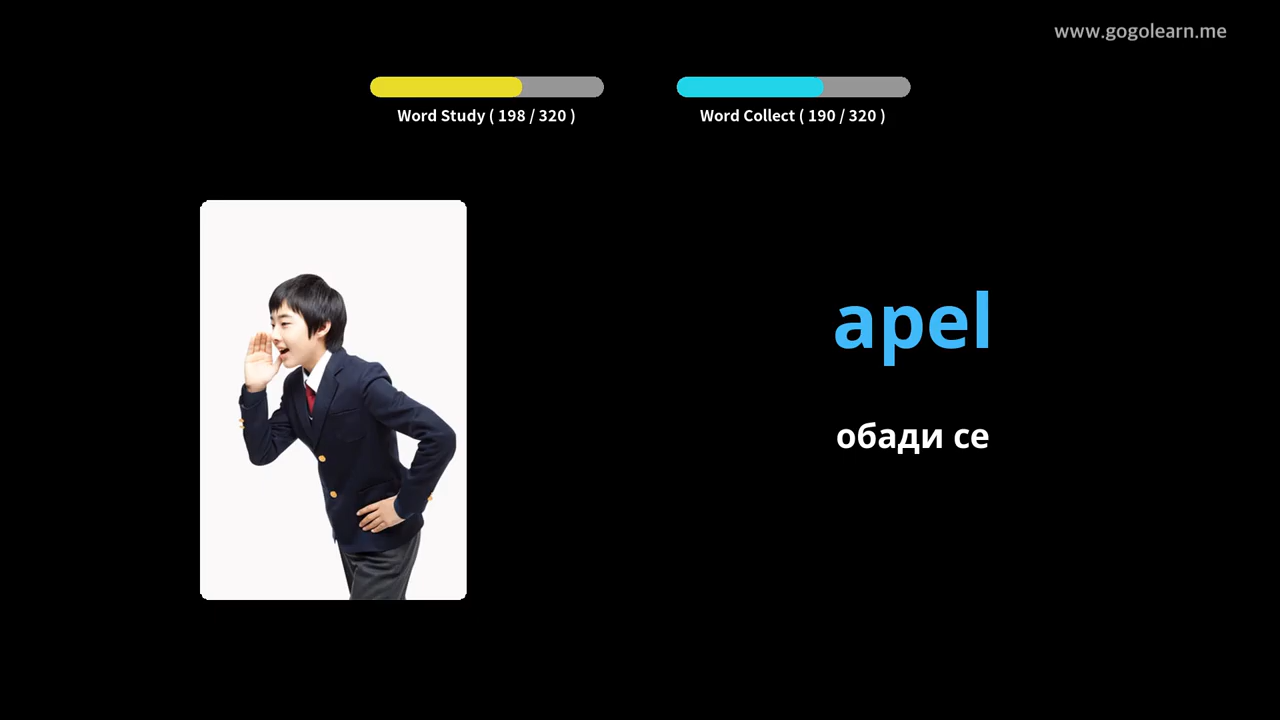 www.gogolearn.me
Word Study ( 198 / 320 )
Word Collect ( 190 / 320 )
apel
обади се